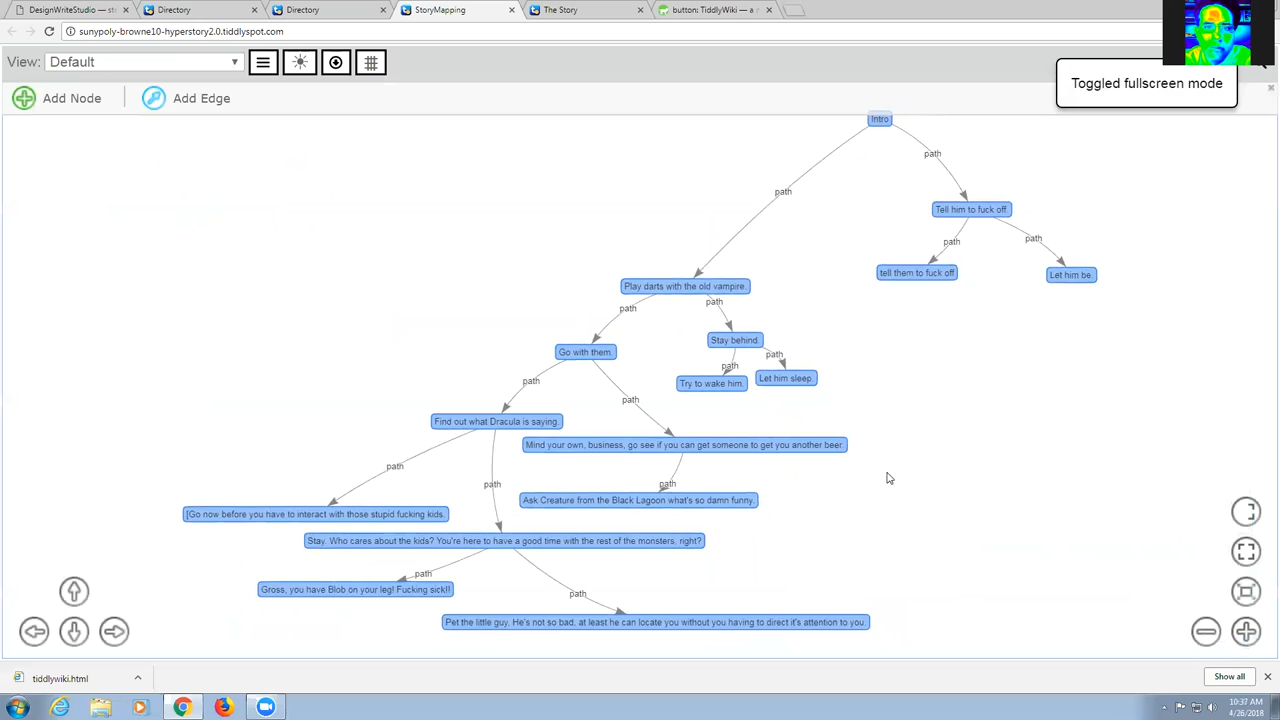 DesignWriteStudio — st
Directory
Directory
StoryMapping
The Story
button: TiddlyWiki — a
sunypoly-browne10-hyperstory2.0.tiddlyspot.com
View: Default
Toggled fullscreen mode
Add Node
Add Edge
Intro
path
path
Tell him to fuck off.
path
path
tell them to fuck off
Let him be.
Play darts with the old vampire.
path
path
Stay behind.
Go with them.
path
path
Try to wake him.
Let him sleep.
path
path
Find out what Dracula is saying.
Mind your own, business, go see if you can get someone to get you another beer.
path
path
path
Ask Creature from the Black Lagoon what's so damn funny.
[Go now before you have to interact with those stupid fucking kids.
Stay. Who cares about the kids? You're here to have a good time with the rest of the monsters, right?
path
path
Gross, you have Blob on your leg! Fucking sick!!
Pet the little guy. He's not so bad, at least he can locate you without you having to direct it's attention to you.
tiddlywiki.html
Show all
10:37 AM
4/26/2018